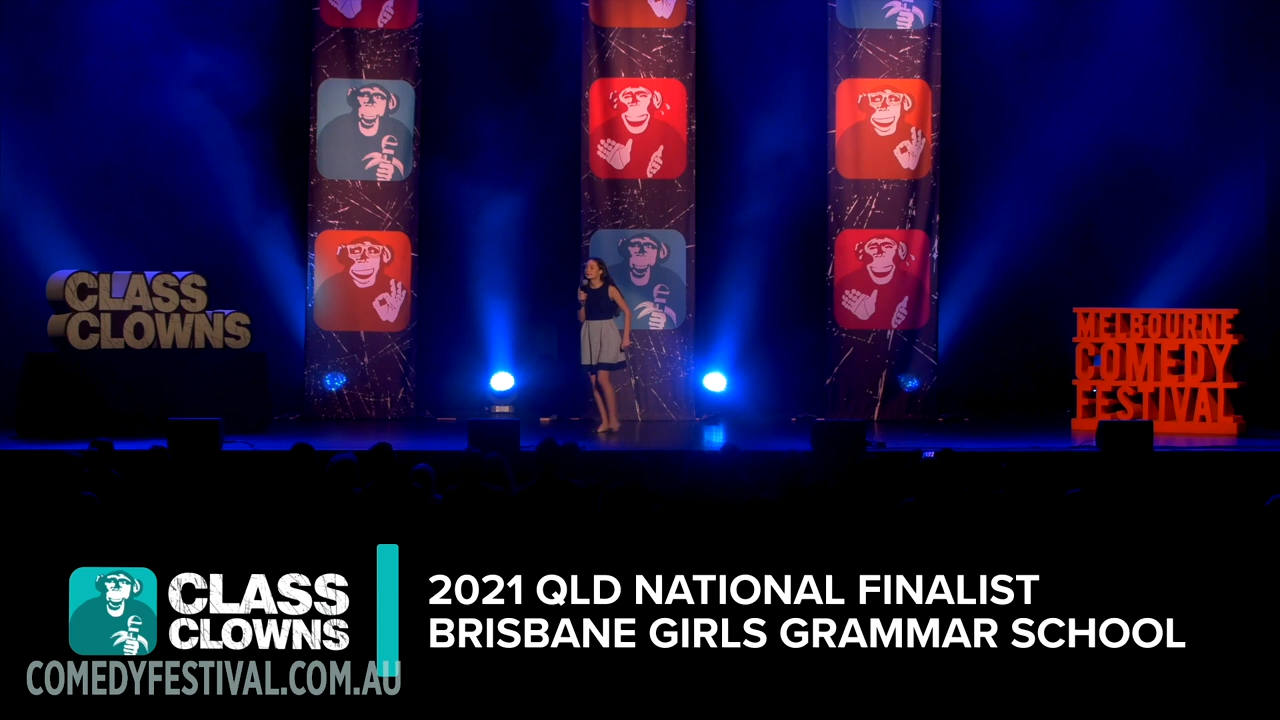 CLASS
CLOWNS
MELBOURNE
COMEDY
FESTIVAL
CLASS
CLOWNS
2021 QLD NATIONAL FINALIST
BRISBANE GIRLS GRAMMAR SCHOOL
COMEDYFESTIVAL.COM.AU